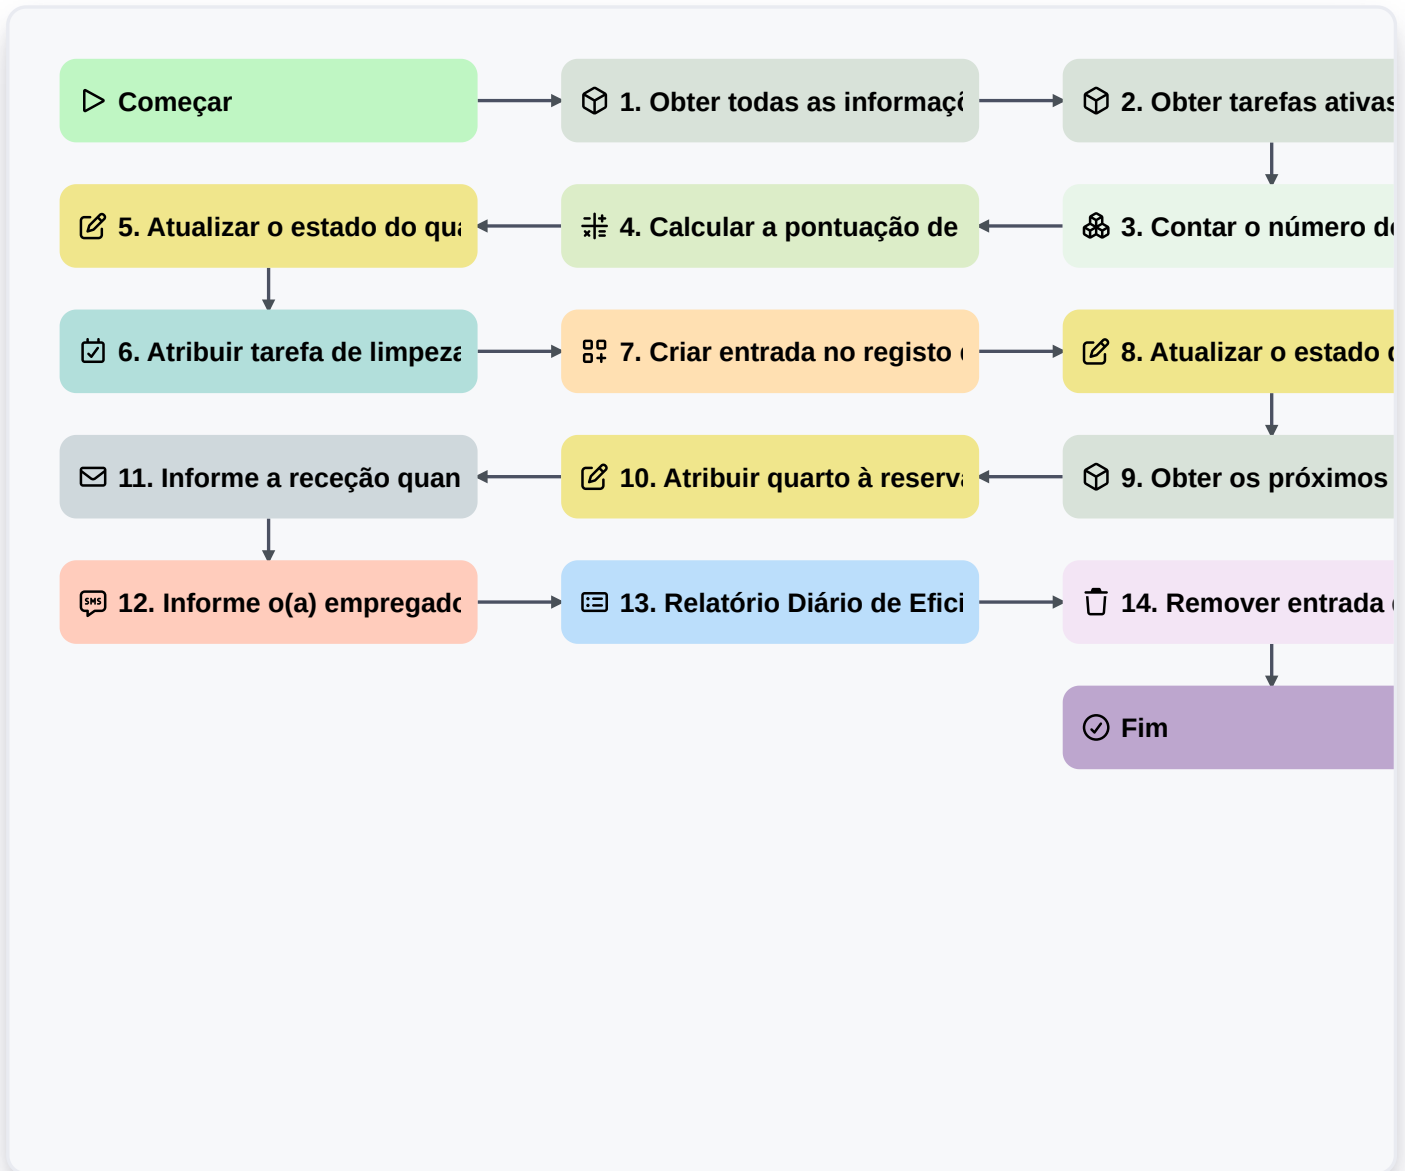 Começar
1. Obter todas as informaçõ
2. Obter tarefas ativas
5. Atualizar o estado do qua
4. Calcular a pontuação de
3. Contar o número de
6. Atribuir tarefa de limpeza
7. Criar entrada no registo
8. Atualizar o estado
11. Informe a receção quan
10. Atribuir quarto à reserva
9. Obter os próximos
SMS
12. Informe o(a) empregado
13. Relatório Diário de Efici
14. Remover entrada
Fim